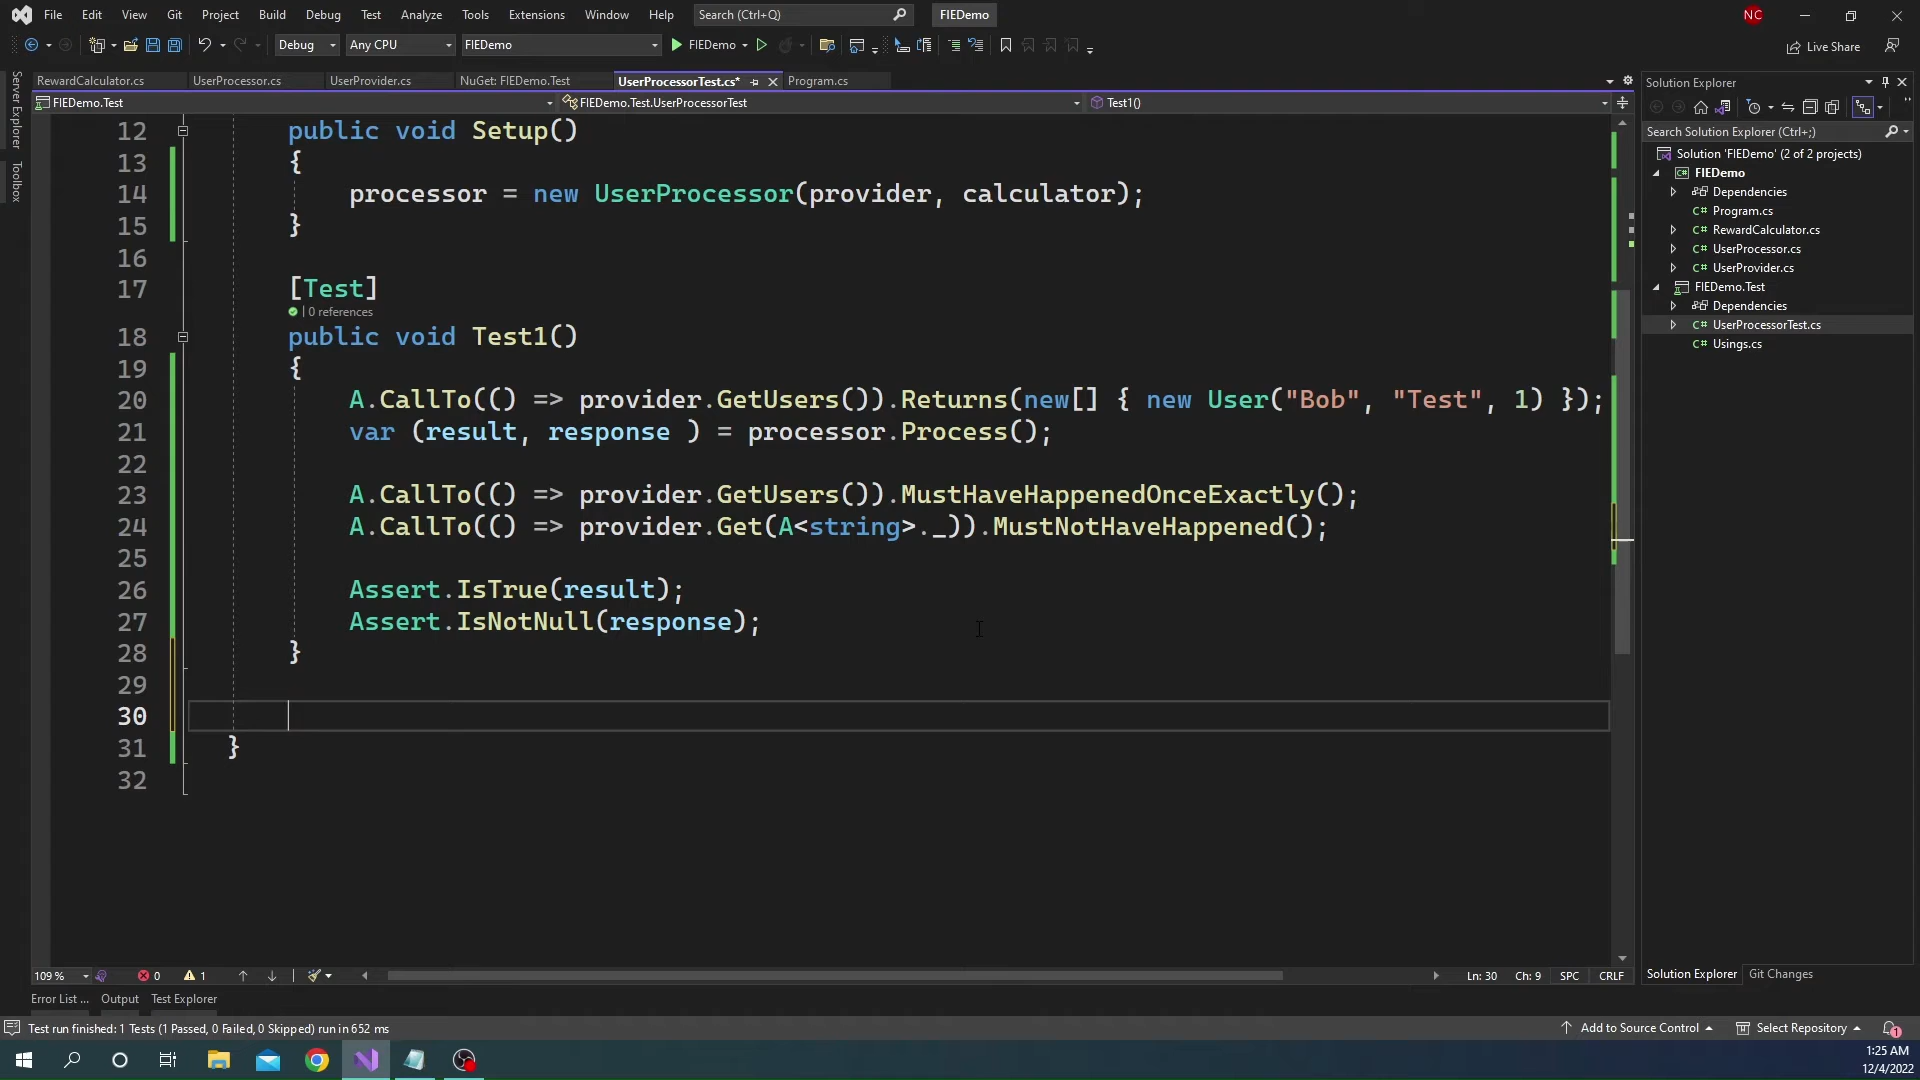 File Edit View Git Project Build Debug Test Analyze Tools Extensions Window Help Search (Ctrl+Q) FIEDemo NC
Debug Any CPU FIEDemo FIEDemo Live Share
RewardCalculator.cs UserProcessor.cs UserProvider.cs NuGet: FIEDemo.Test UserProcessorTest.cs* Program.cs
FIEDemo.Test FIEDemo.Test.UserProcessorTest Test1()
Server Explorer
Toolbox
12 public void Setup()
13 {
14 processor = new UserProcessor(provider, calculator);
15 }
16
17 [Test]
| 0 references
18 public void Test1()
19 {
20 A.CallTo(() => provider.GetUsers()).Returns(new[] { new User("Bob", "Test", 1) });
21 var (result, response ) = processor.Process();
22
23 A.CallTo(() => provider.GetUsers()).MustHaveHappenedOnceExactly();
24 A.CallTo(() => provider.Get(A<string>._)).MustNotHaveHappened();
25
26 Assert.IsTrue(result);
27 Assert.IsNotNull(response);
28 }
29
30
31 }
32
109 % 0 1 Ln: 30 Ch: 9 SPC CRLF
Solution Explorer
Search Solution Explorer (Ctrl+;)
Solution 'FIEDemo' (2 of 2 projects)
C# FIEDemo
Dependencies
C# Program.cs
C# RewardCalculator.cs
C# UserProcessor.cs
C# UserProvider.cs
FIEDemo.Test
Dependencies
C# UserProcessorTest.cs
C# Usings.cs
Solution Explorer Git Changes
Error List ... Output Test Explorer
Test run finished: 1 Tests (1 Passed, 0 Failed, 0 Skipped) run in 652 ms Add to Source Control Select Repository 1
1:25 AM
12/4/2022